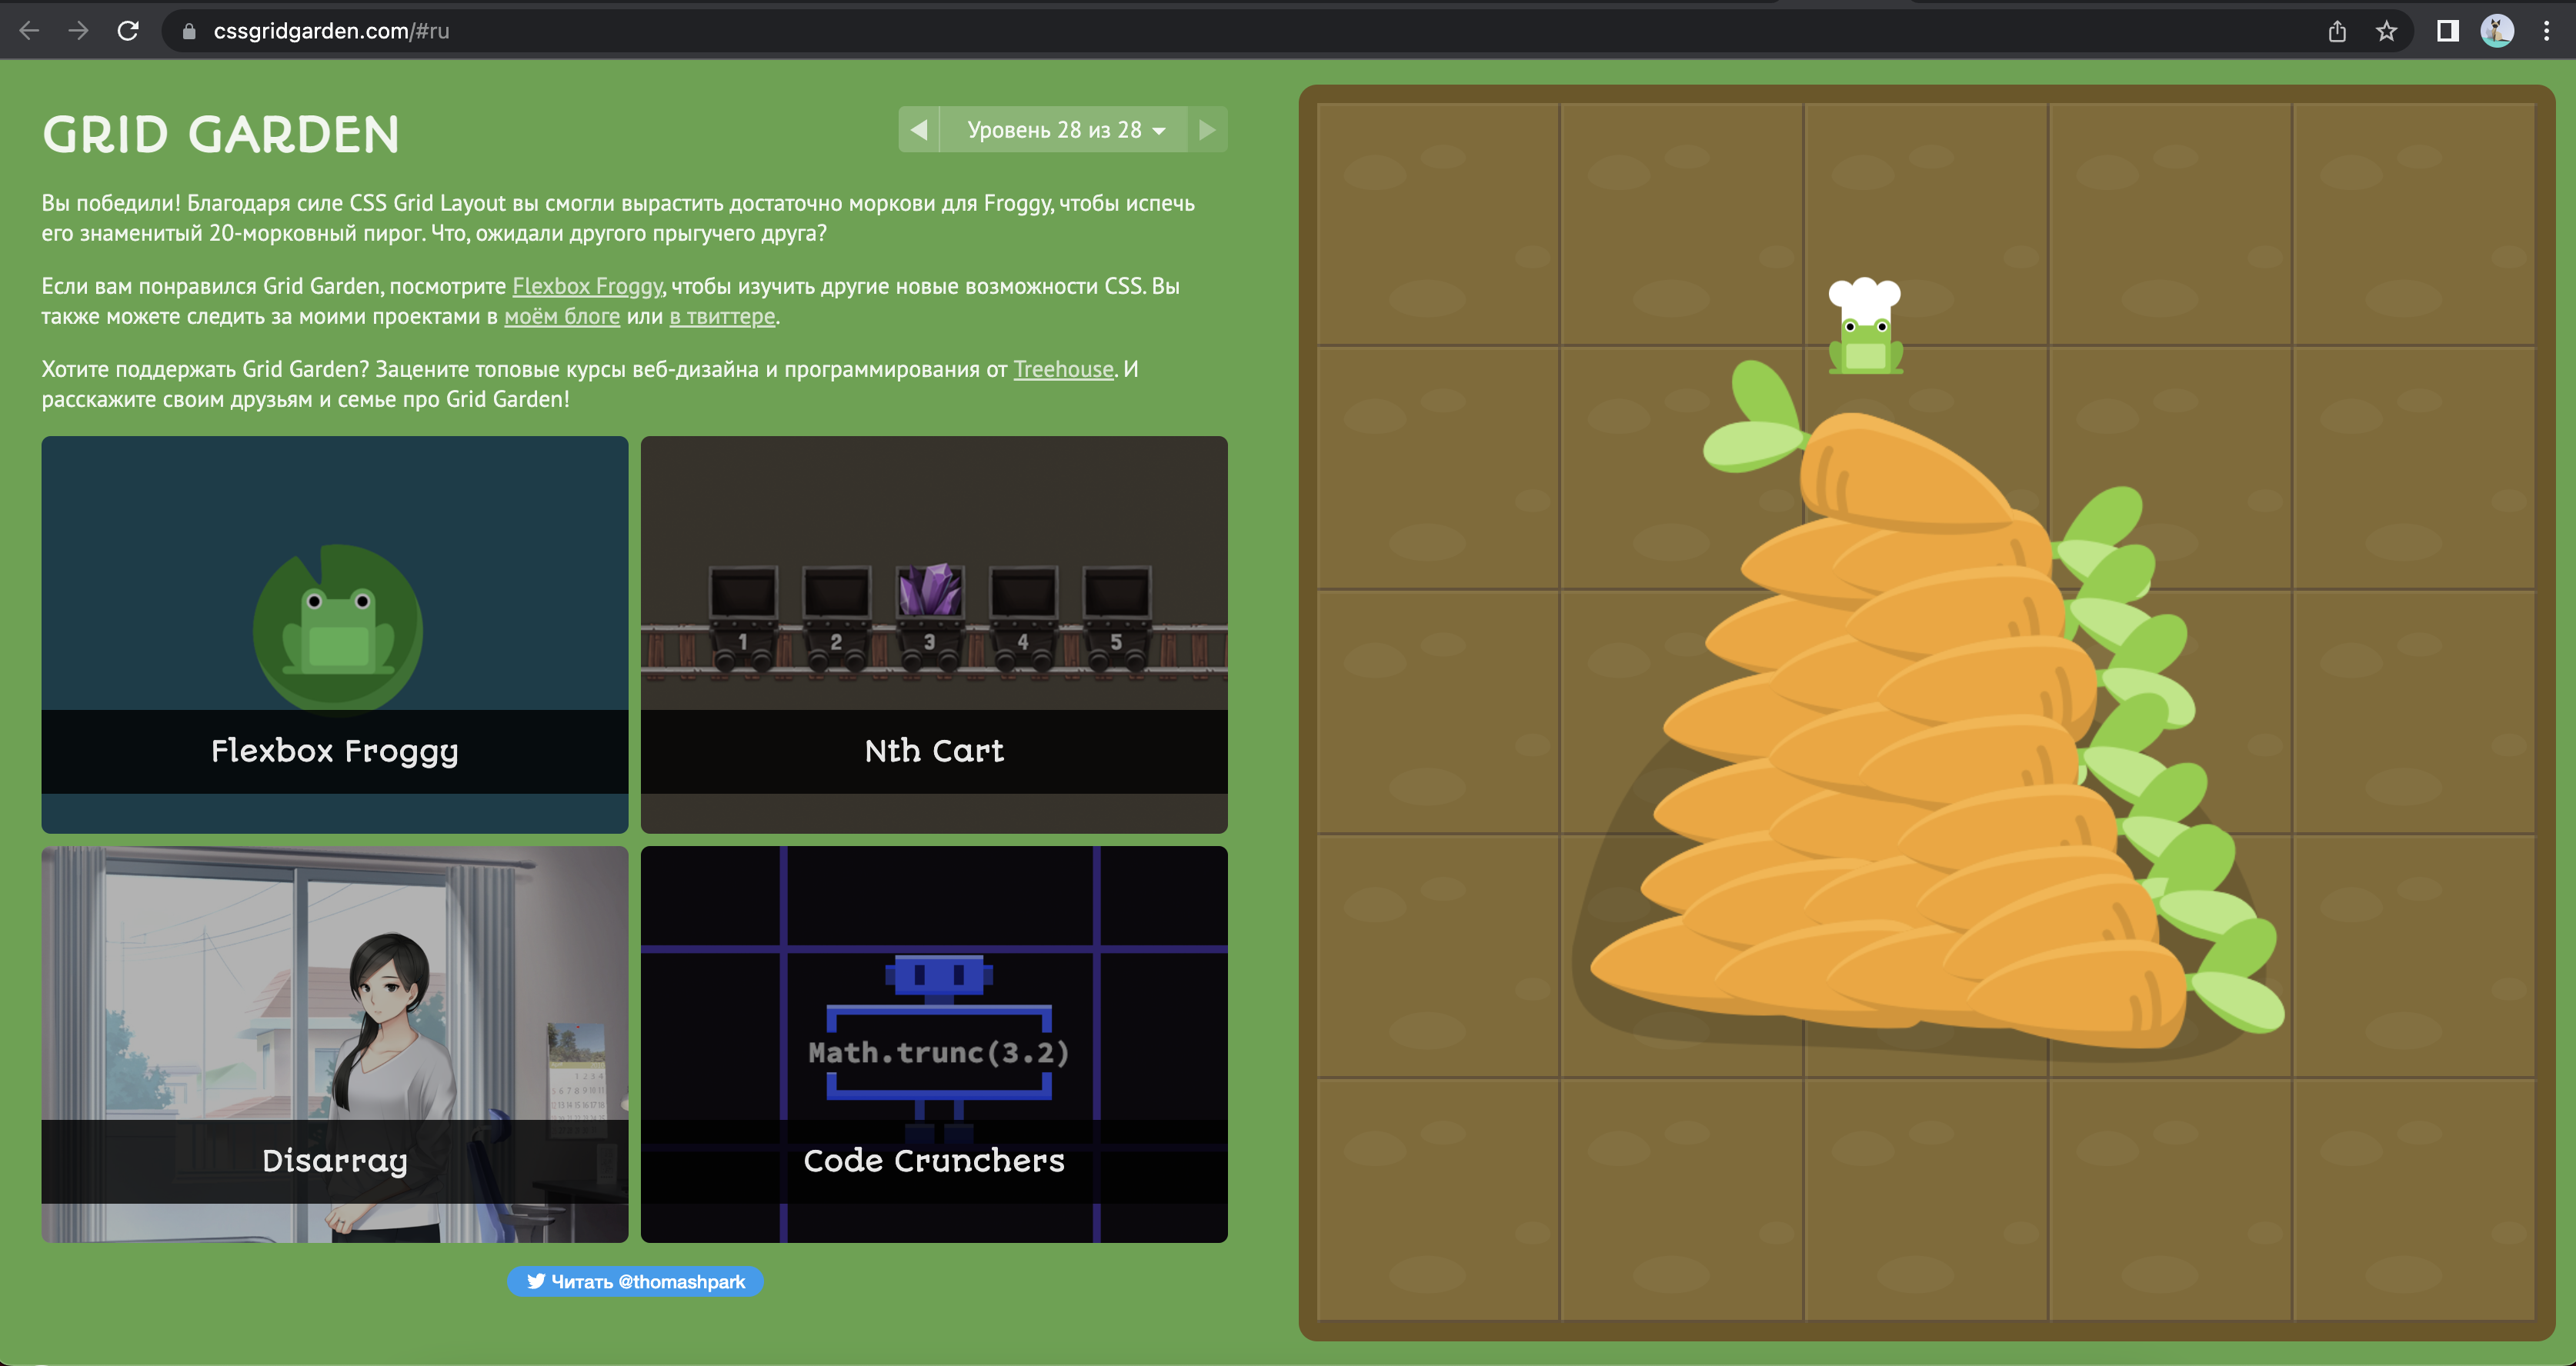 cssgridgarden.com/#ru
GRID GARDEN
Уровень 28 из 28
Вы победили! Благодаря силе CSS Grid Layout вы смогли вырастить достаточно моркови для Froggy, чтобы испечь
его знаменитый 20-морковный пирог. Что, ожидали другого прыгучего друга?
Если вам понравился Grid Garden, посмотрите Flexbox Froggy, чтобы изучить другие новые возможности CSS. Вы
также можете следить за моими проектами в моём блоге или в твиттере.
Хотите поддержать Grid Garden? Зацените топовые курсы веб-дизайна и программирования от Treehouse. И
расскажите своим друзьям и семье про Grid Garden!
1 2 3 4 5
Flexbox Froggy
Nth Cart
Math.trunc(3.2)
Disarray
Code Crunchers
Читать @thomashpark